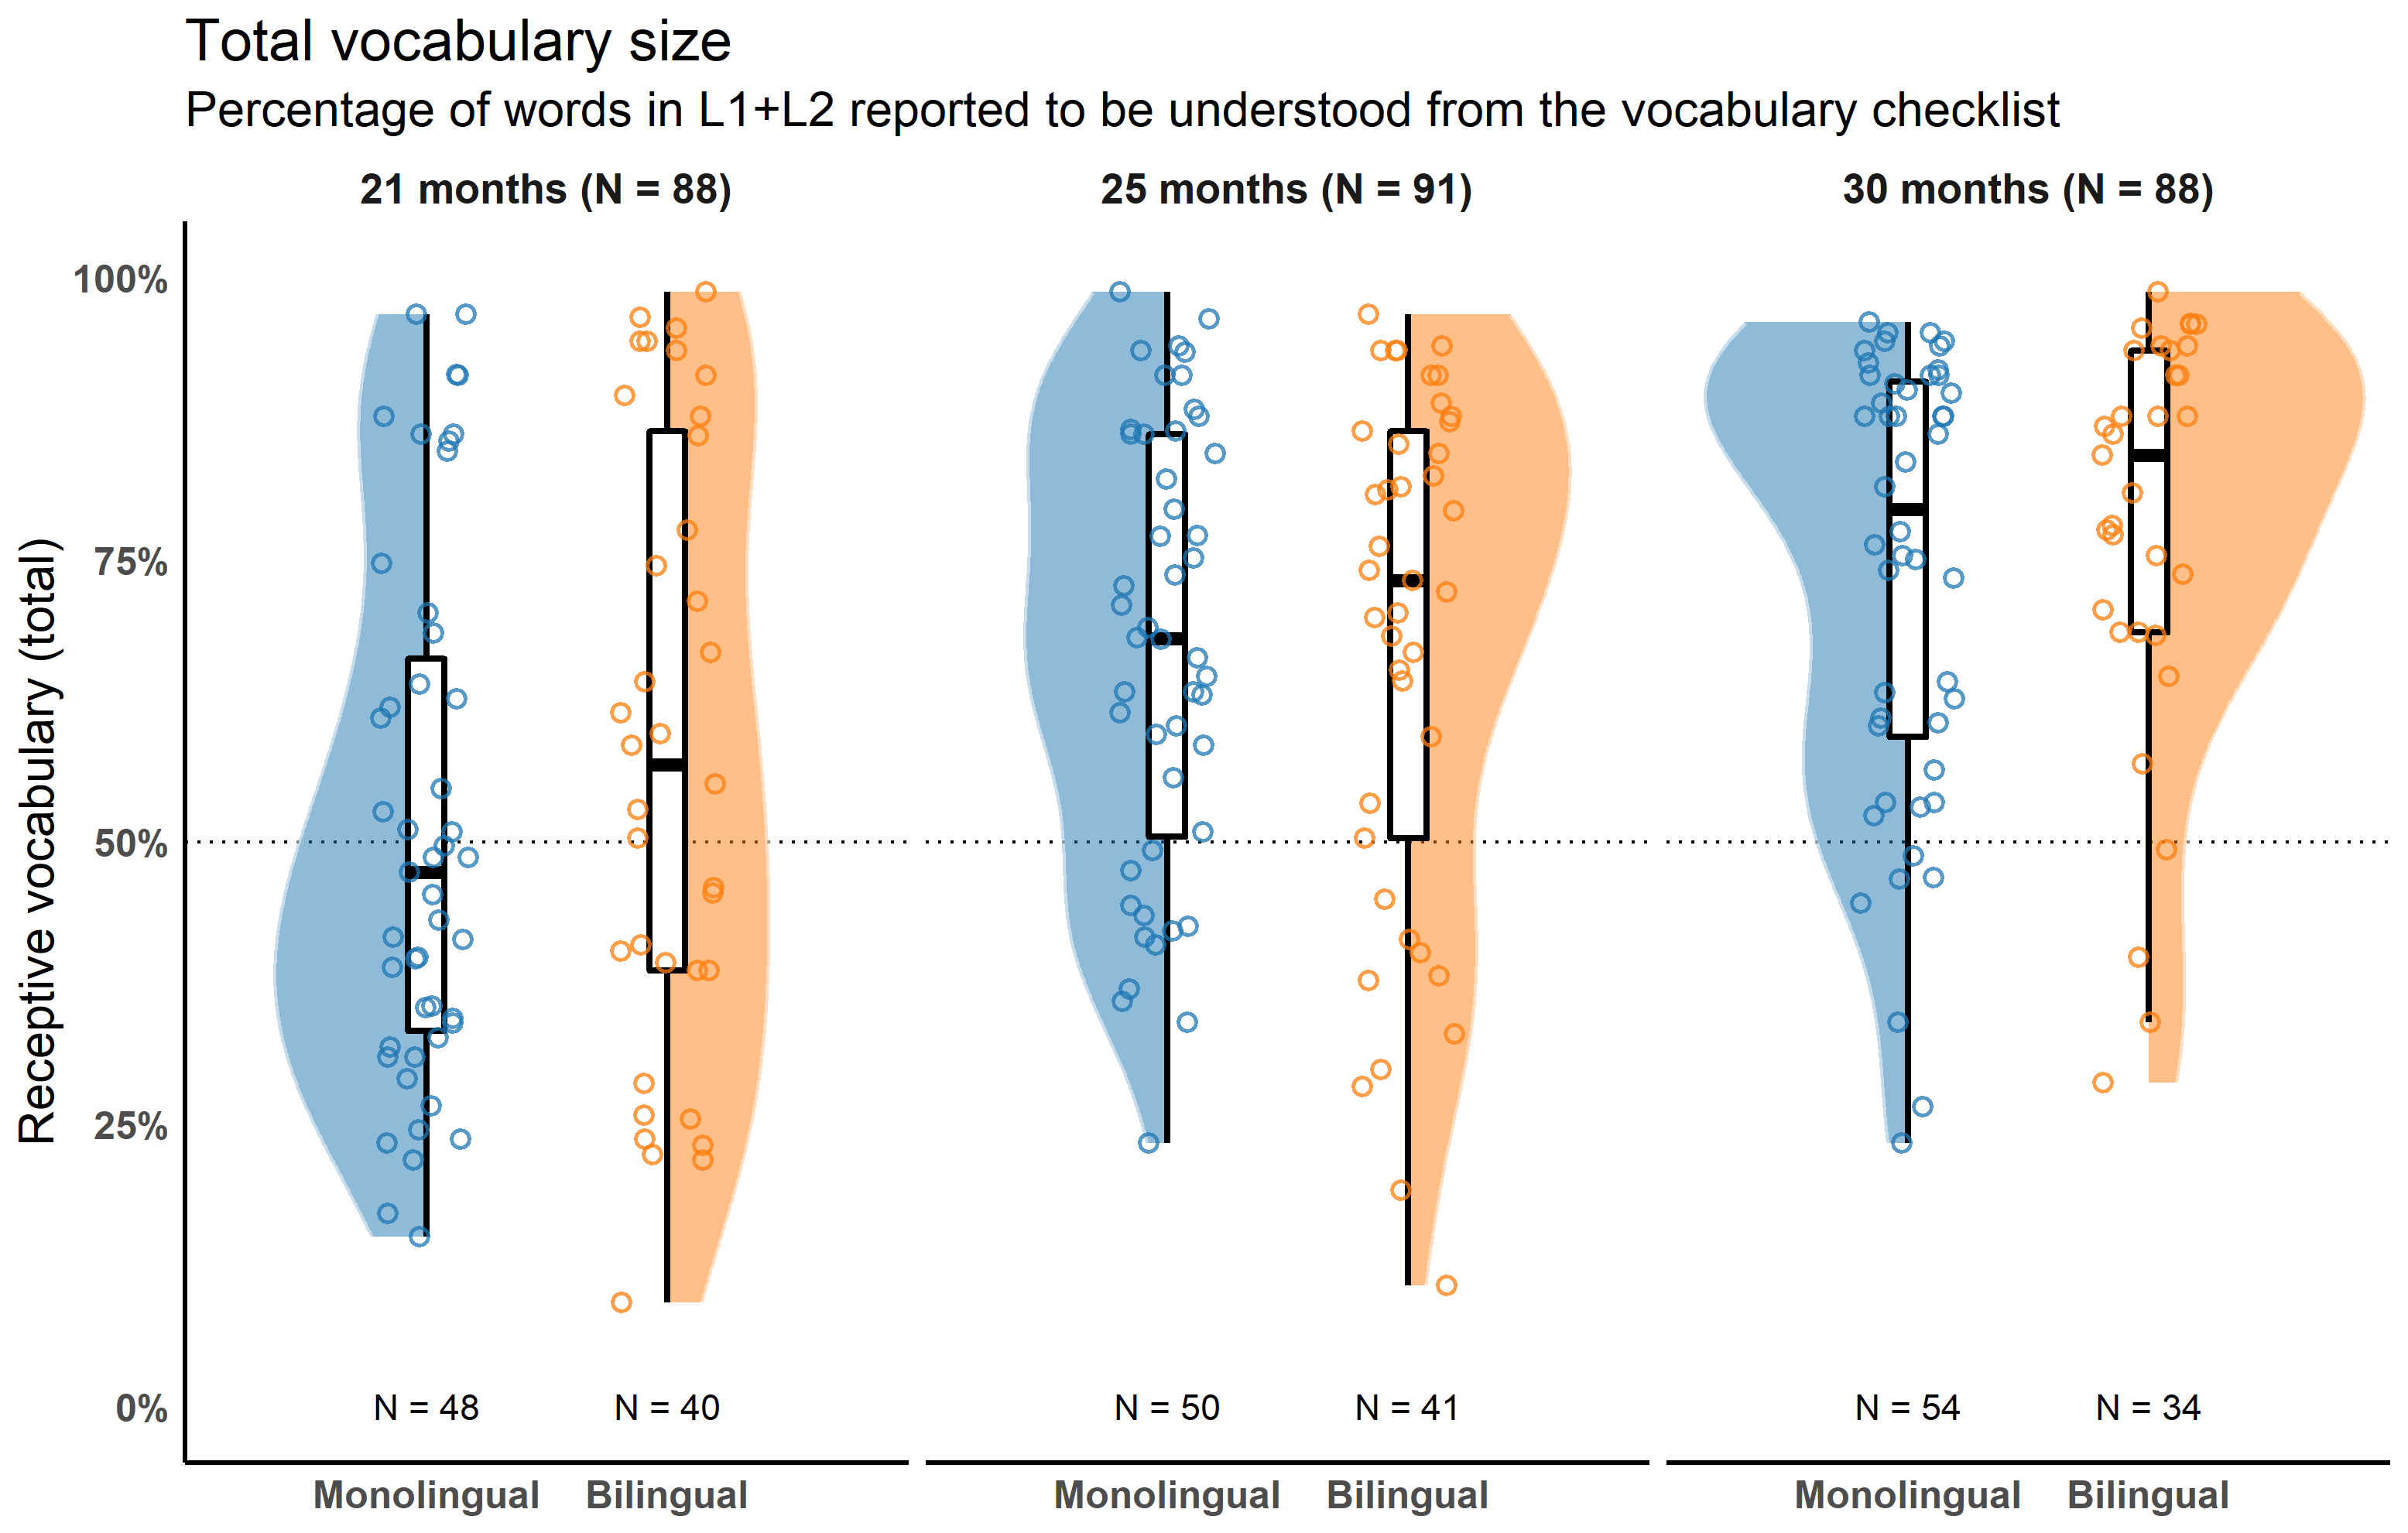 Total vocabulary size
Percentage of words in L1+L2 reported to be understood from the vocabulary checklist
21 months (N = 88)
25 months (N = 91)
30 months (N = 88)
Receptive vocabulary (total)
100%
75%
50%
25%
0%
N = 48
N = 40
N = 50
N = 41
N = 54
N = 34
Monolingual
Bilingual
Monolingual
Bilingual
Monolingual
Bilingual